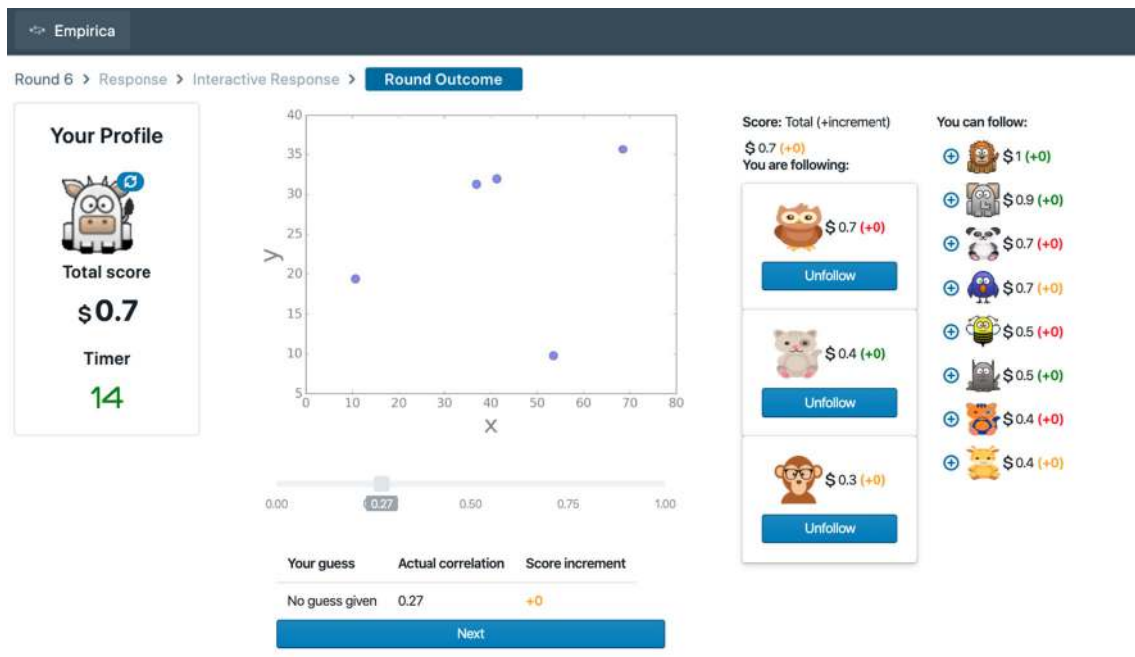 Empirica
Round 6 > Response > Interactive Response > Round Outcome
Your Profile
Total score
$0.7
Timer
14
40
35
30
25
20
15
10
5
y
0 10 20 30 40 50 60 70 80
x
0.00 0.27 0.50 0.75 1.00
Your guess Actual correlation Score increment
No guess given 0.27 +0
Next
Score: Total (+increment)
$ 0.7 (+0)
You are following:
$ 0.7 (+0)
Unfollow
$ 0.4 (+0)
Unfollow
$ 0.3 (+0)
Unfollow
You can follow:
$ 1 (+0)
$ 0.9 (+0)
$ 0.7 (+0)
$ 0.7 (+0)
$ 0.5 (+0)
$ 0.5 (+0)
$ 0.4 (+0)
$ 0.4 (+0)